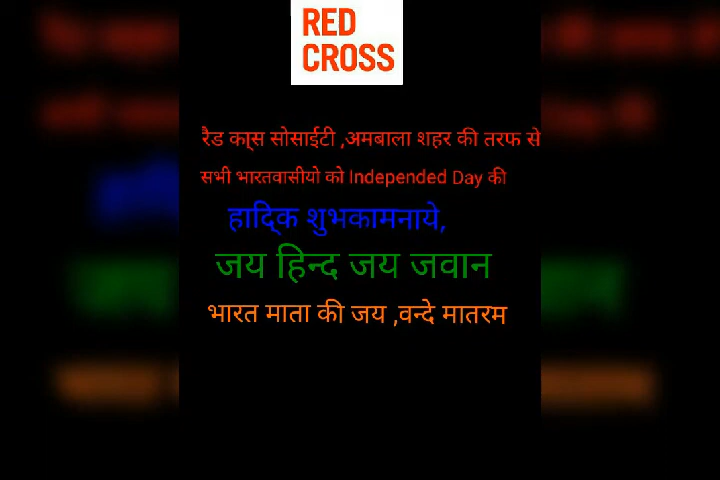 RED
CROSS
रैड का्स सोसाईटी ,अमबाला शहर की तरफ से
सभी भारतवासीयो को Independed Day की
हादि्क शुभकामनाये,
जय हिन्द जय जवान
भारत माता की जय ,वन्दे मातरम